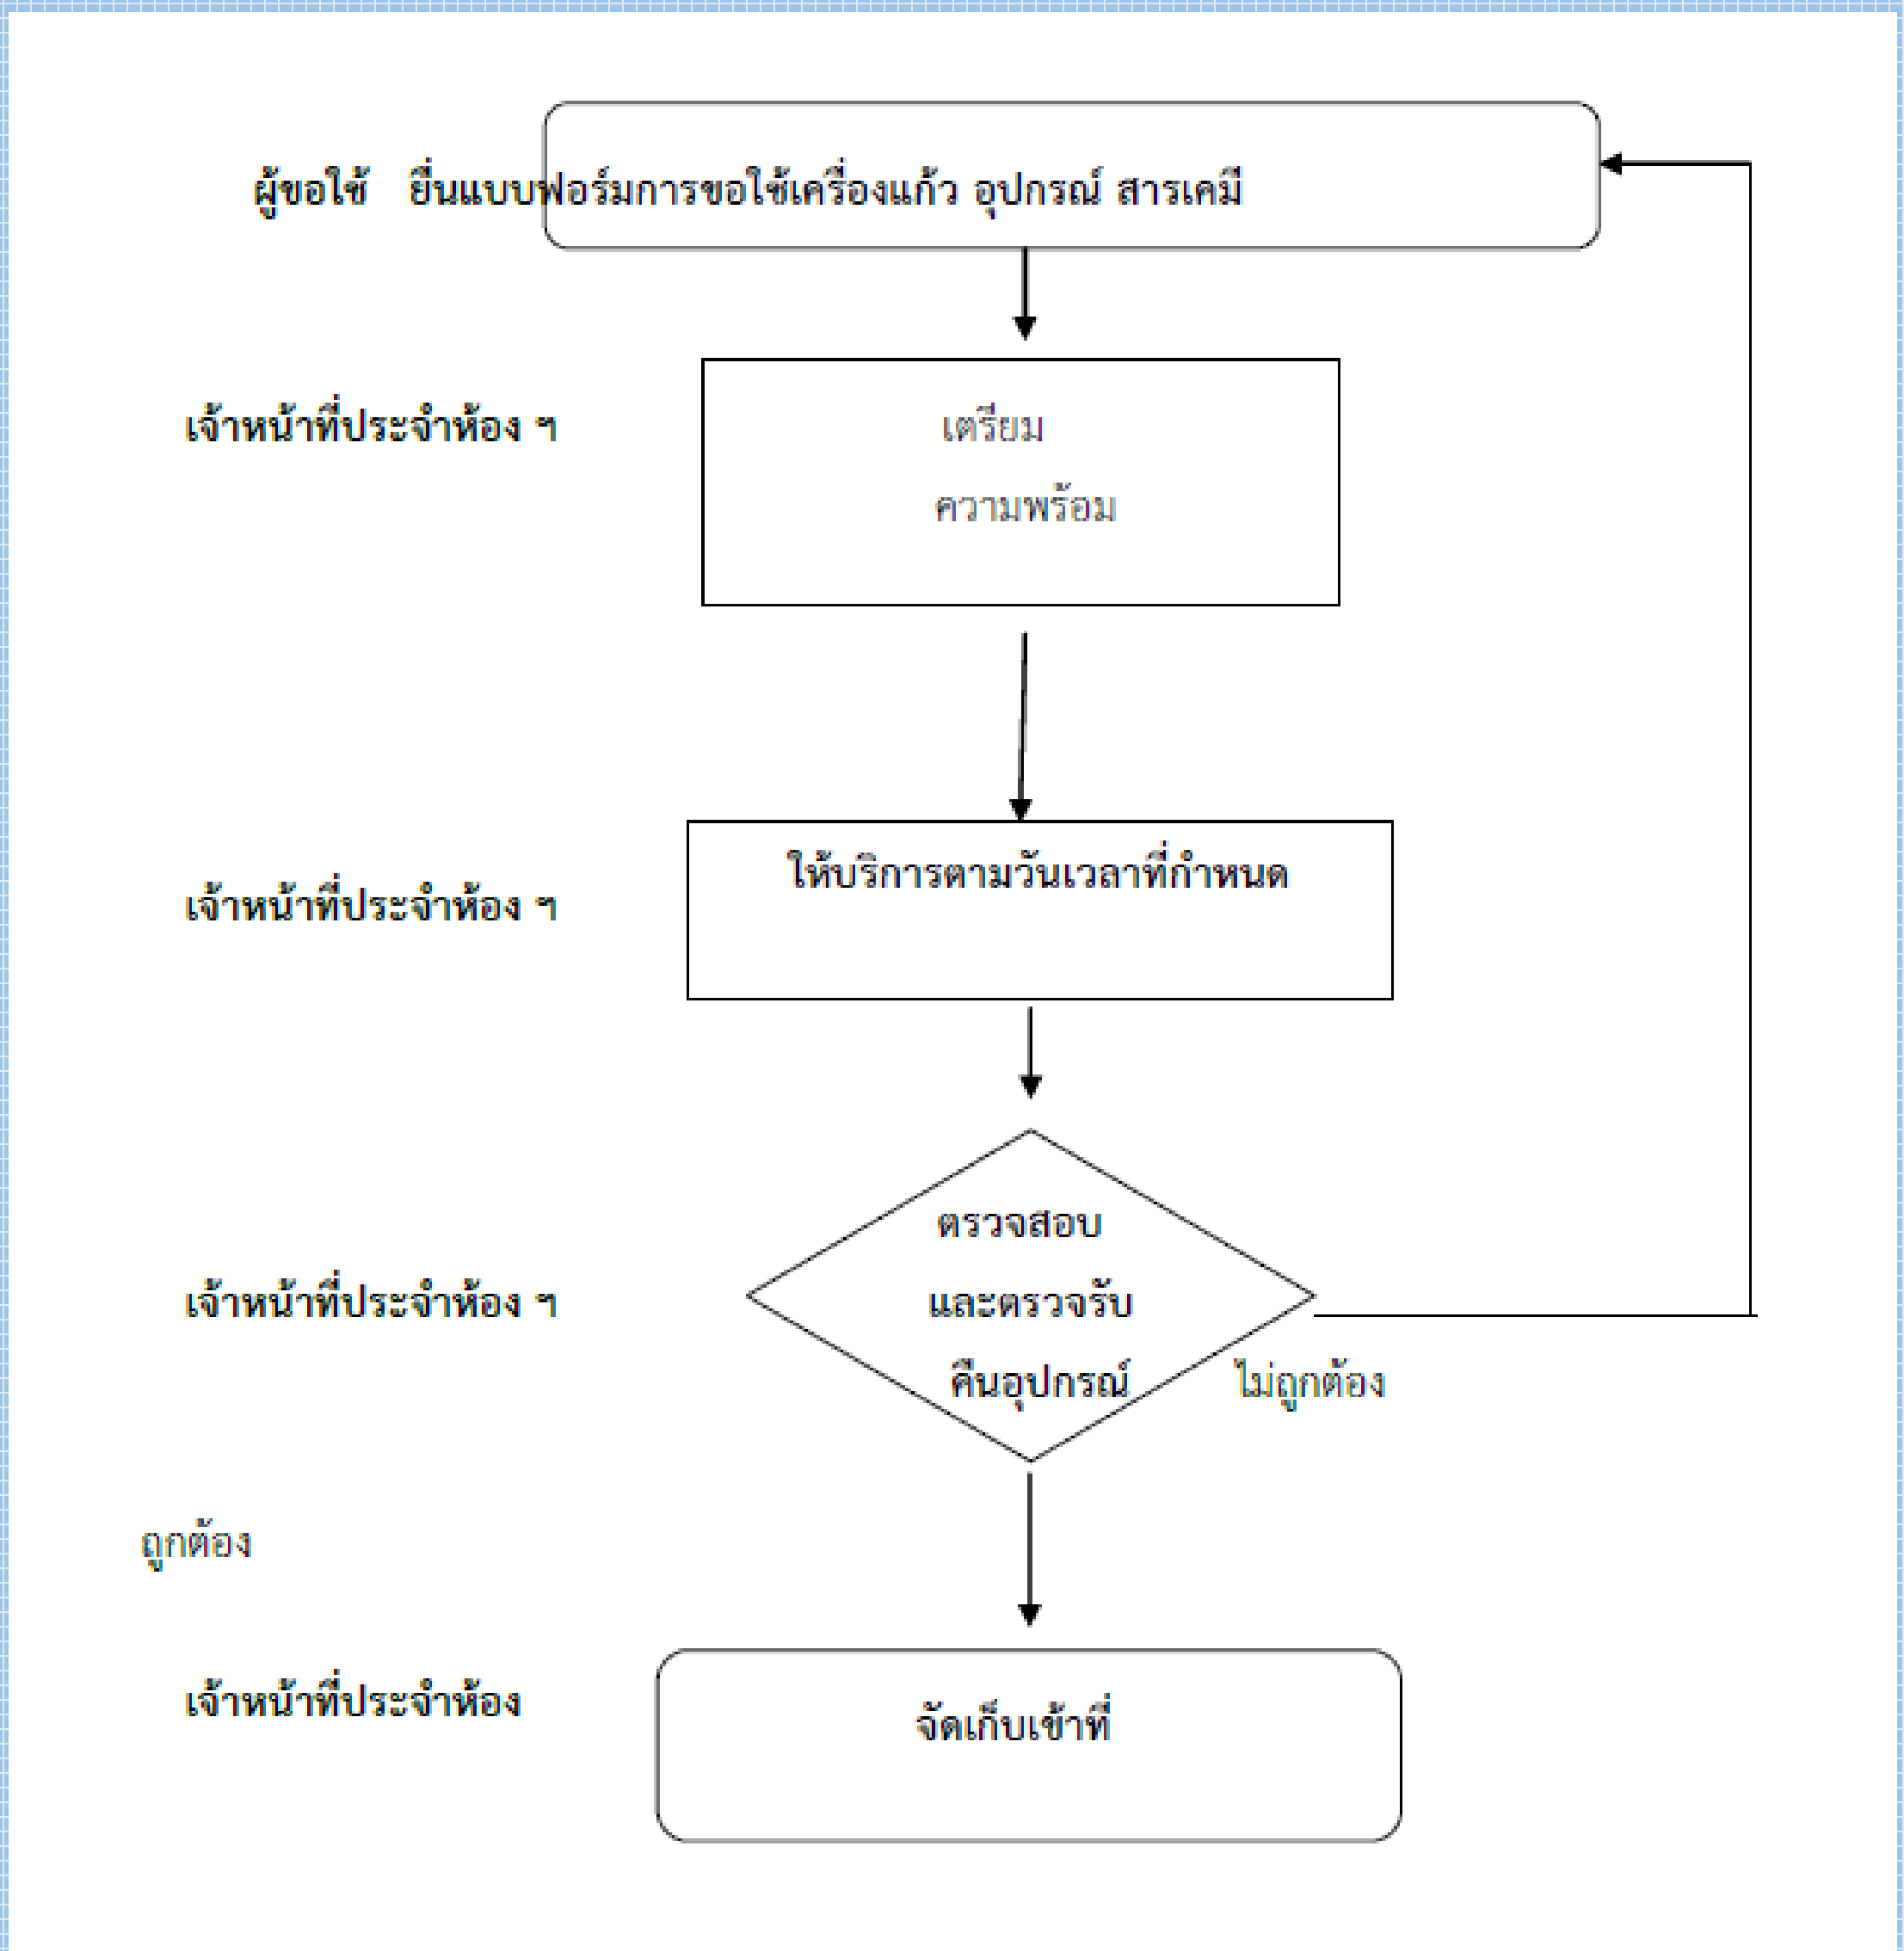 ผู้ขอใช้ ยื่นแบบฟอร์มการขอใช้เครื่องแก้ว อุปกรณ์ สารเคมี
เจ้าหน้าที่ประจำห้อง ฯ
เตรียม
ความพร้อม
ให้บริการตามวันเวลาที่กำหนด
เจ้าหน้าที่ประจำห้อง ฯ
ตรวจสอบ
เจ้าหน้าที่ประจำห้อง ฯ
และตรวจรับ
คืนอุปกรณ์
ไม่ถูกต้อง
ถูกต้อง
เจ้าหน้าที่ประจำห้อง
จัดเก็บเข้าที่